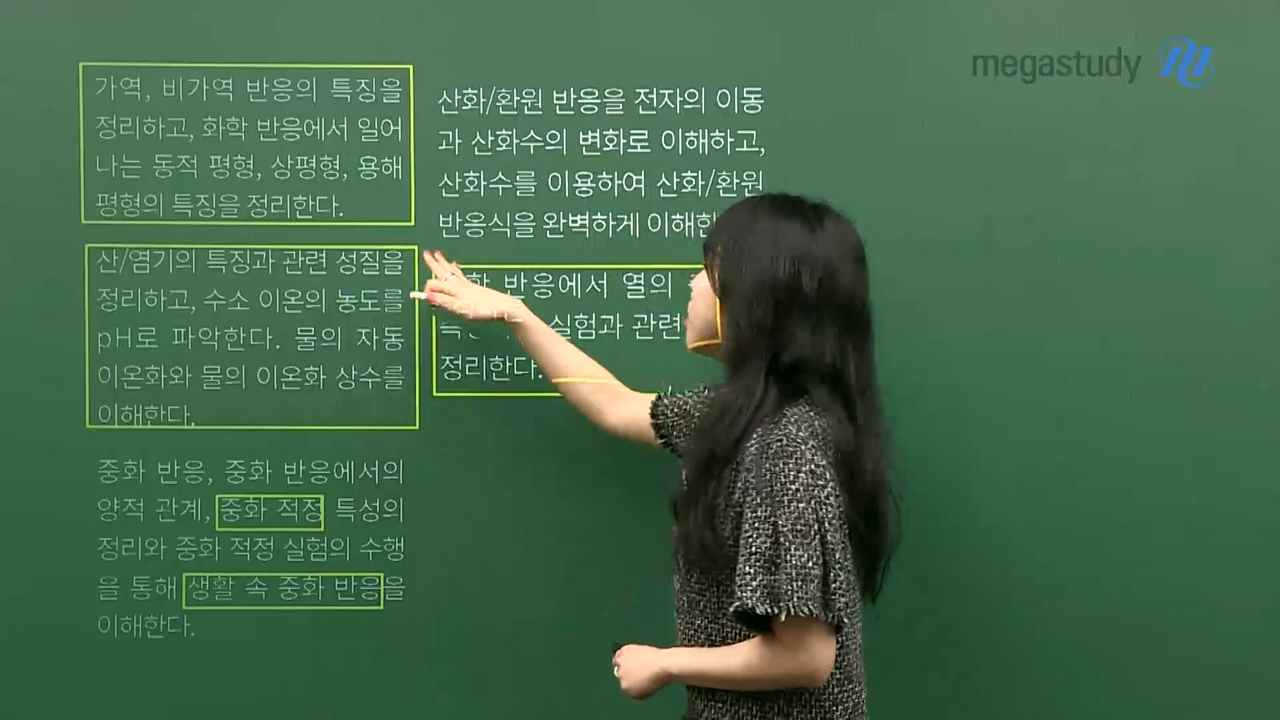 megastudy
가역, 비가역 반응의 특징을
정리하고, 화학 반응에서 일어
나는 동적 평형, 상평형, 용해
평형의 특징을 정리한다.
산/염기의 특징과 관련 성질을
정리하고, 수소 이온의 농도를
pH로 파악한다. 물의 자동
이온화와 물의 이온화 상수를
이해한다.
중화 반응, 중화 반응에서의
양적 관계, 중화 적정 특성의
정리와 중화 적정 실험의 수행
을 통해 생활 속 중화 반응을
이해한다.
산화/환원 반응을 전자의 이동
과 산화수의 변화로 이해하고,
산화수를 이용하여 산화/환원
반응식을 완벽하게
반응에서 열의
실험과 관련
정리한다.